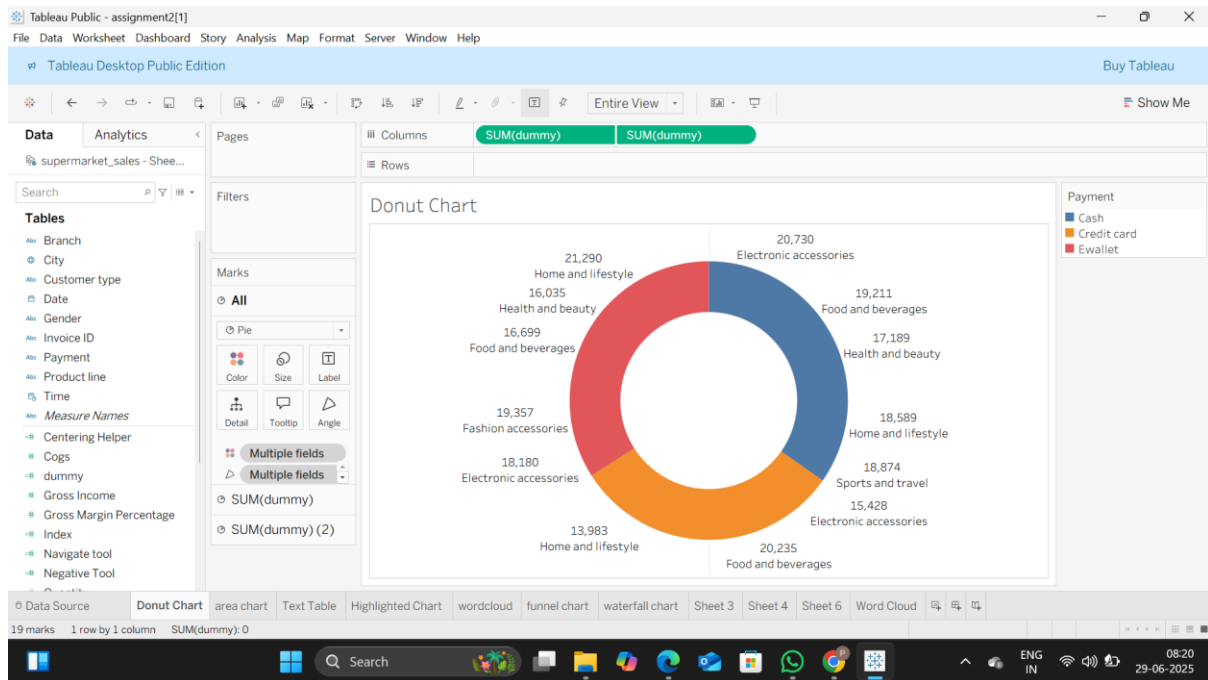 Tableau Public - assignment2[1]
File Data Worksheet Dashboard Story Analysis Map Format Server Window Help
Tableau Desktop Public Edition
Buy Tableau
Entire View
Show Me
Data Analytics
supermarket_sales - Shee...
Search
Tables
Abc Branch
City
Abc Customer type
Date
Abc Gender
Abc Invoice ID
Abc Payment
Abc Product line
Time
Abc Measure Names
Centering Helper
Cogs
dummy
Gross Income
Gross Margin Percentage
Index
Navigate tool
Negative Tool
Pages
Filters
Marks
All
Pie
Color Size Label
Detail Tooltip Angle
Multiple fields
Multiple fields
SUM(dummy)
SUM(dummy) (2)
Columns SUM(dummy) SUM(dummy)
Rows
Donut Chart
20,730
Electronic accessories
19,211
Food and beverages
17,189
Health and beauty
18,589
Home and lifestyle
18,874
Sports and travel
15,428
Electronic accessories
20,235
Food and beverages
13,983
Home and lifestyle
18,180
Electronic accessories
19,357
Fashion accessories
16,699
Food and beverages
16,035
Health and beauty
21,290
Home and lifestyle
Payment
Cash
Credit card
Ewallet
Data Source Donut Chart area chart Text Table Highlighted Chart wordcloud funnel chart waterfall chart Sheet 3 Sheet 4 Sheet 6 Word Cloud
19 marks 1 row by 1 column SUM(dummy): 0
Search
ENG
IN
08:20
29-06-2025